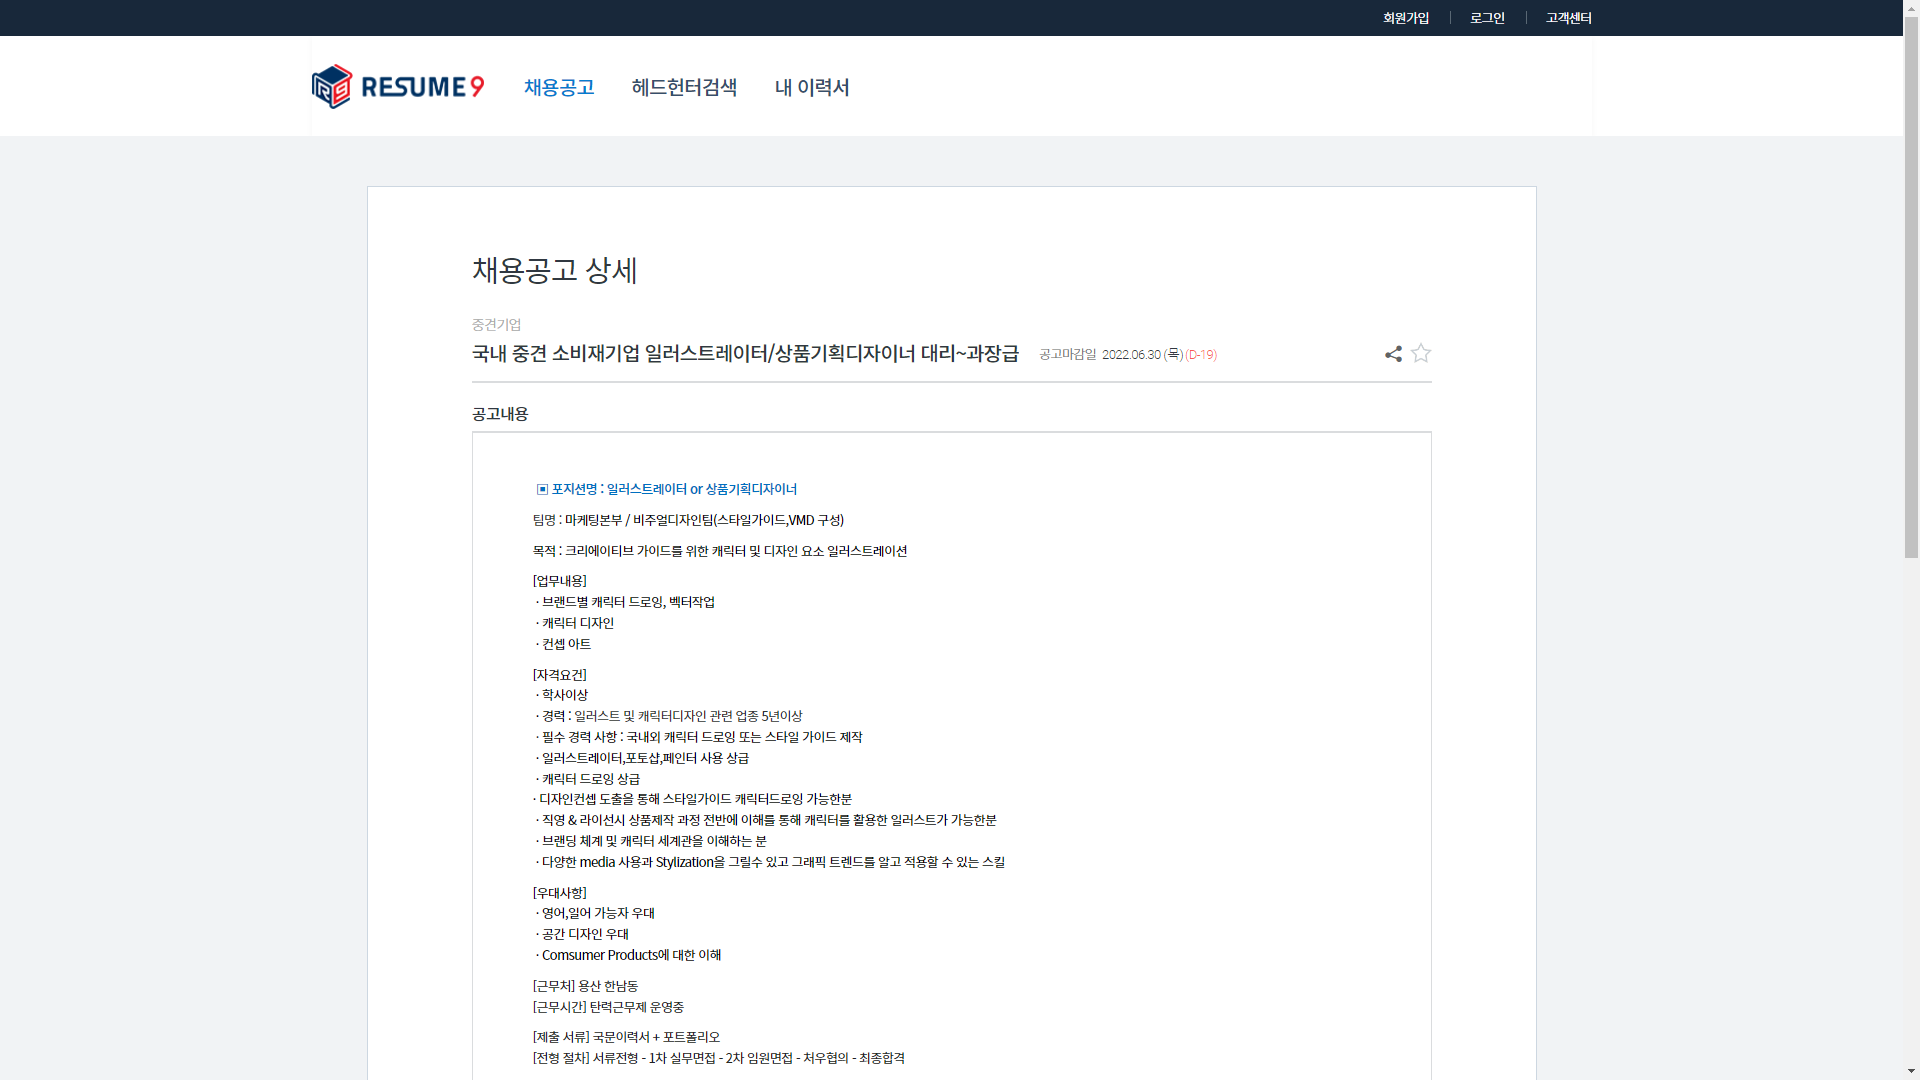 회원가입
로그인
고객센터
RESUME9
채용공고
헤드헌터검색
내 이력서
채용공고 상세
중견기업
국내 중견 소비재기업 일러스트레이터/상품기획디자이너 대리~과장급 공고마감일 2022.06.30 (목)(D-19)
공고내용
▣ 포지션명 : 일러스트레이터 or 상품기획디자이너
팀명 : 마케팅본부 / 비주얼디자인팀(스타일가이드,VMD 구성)
목적 : 크리에이티브 가이드를 위한 캐릭터 및 디자인 요소 일러스트레이션
[업무내용]
· 브랜드별 캐릭터 드로잉, 벡터작업
· 캐릭터 디자인
· 컨셉 아트
[자격요건]
· 학사이상
· 경력 : 일러스트 및 캐릭터디자인 관련 업종 5년이상
· 필수 경력 사항 : 국내외 캐릭터 드로잉 또는 스타일 가이드 제작
· 일러스트레이터,포토샵,페인터 사용 상급
· 캐릭터 드로잉 상급
· 디자인컨셉 도출을 통해 스타일가이드 캐릭터드로잉 가능한분
· 직영 & 라이선시 상품제작 과정 전반에 이해를 통해 캐릭터를 활용한 일러스트가 가능한분
· 브랜딩 체계 및 캐릭터 세계관을 이해하는 분
· 다양한 media 사용과 Stylization을 그릴수 있고 그래픽 트렌드를 알고 적용할 수 있는 스킬
[우대사항]
· 영어,일어 가능자 우대
· 공간 디자인 우대
· Comsumer Products에 대한 이해
[근무처] 용산 한남동
[근무시간] 탄력근무제 운영중
[제출 서류] 국문이력서 + 포트폴리오
[전형 절차] 서류전형 - 1차 실무면접 - 2차 임원면접 - 처우협의 - 최종합격